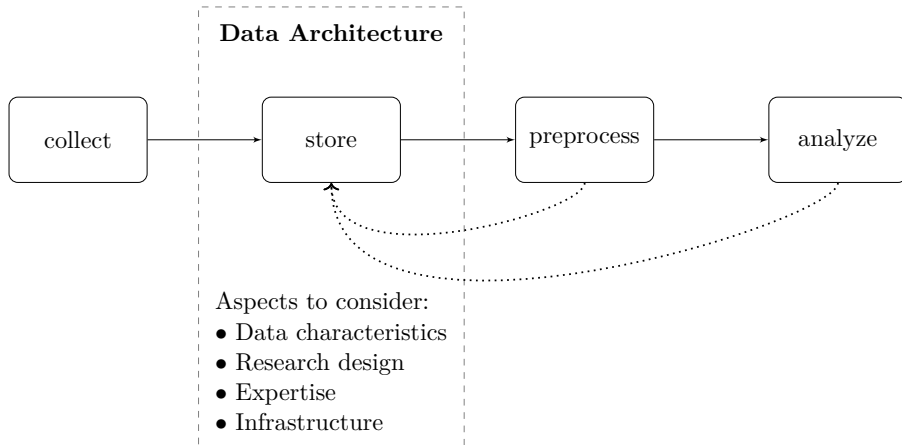 Data Architecture
collect
store
preprocess
analyze
Aspects to consider:
• Data characteristics
• Research design
• Expertise
• Infrastructure